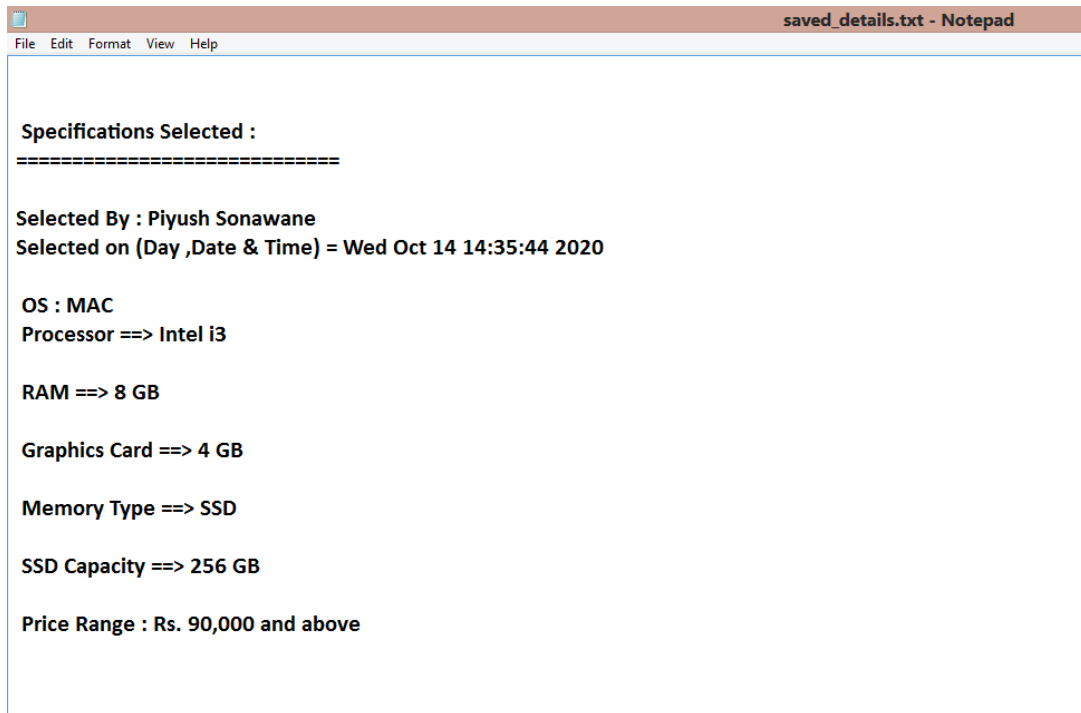 saved_details.txt - Notepad
File Edit Format View Help
Specifications Selected :
=============================
Selected By : Piyush Sonawane
Selected on (Day ,Date & Time) = Wed Oct 14 14:35:44 2020
OS : MAC
Processor ==> Intel i3
RAM ==> 8 GB
Graphics Card ==> 4 GB
Memory Type ==> SSD
SSD Capacity ==> 256 GB
Price Range : Rs. 90,000 and above